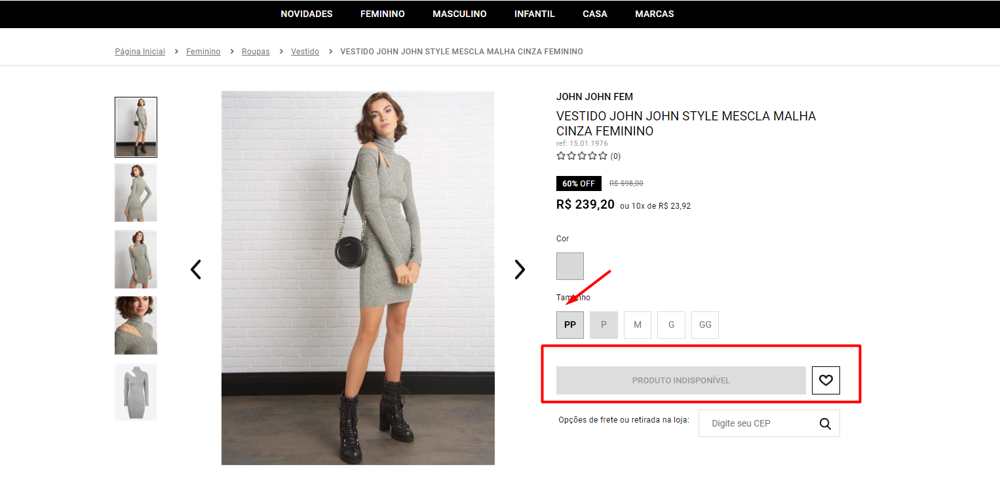 NOVIDADES FEMININO MASCULINO INFANTIL CASA MARCAS
Página Inicial > Feminino > Roupas > Vestido > VESTIDO JOHN JOHN STYLE MESCLA MALHA CINZA FEMININO
JOHN JOHN FEM
VESTIDO JOHN JOHN STYLE MESCLA MALHA
CINZA FEMININO
ref: 15.01.1976
(0)
60% OFF R$ 598,00
R$ 239,20 ou 10x de R$ 23,92
Cor
Tamanho
PP P M G GG
PRODUTO INDISPONÍVEL
Opções de frete ou retirada na loja: Digite seu CEP